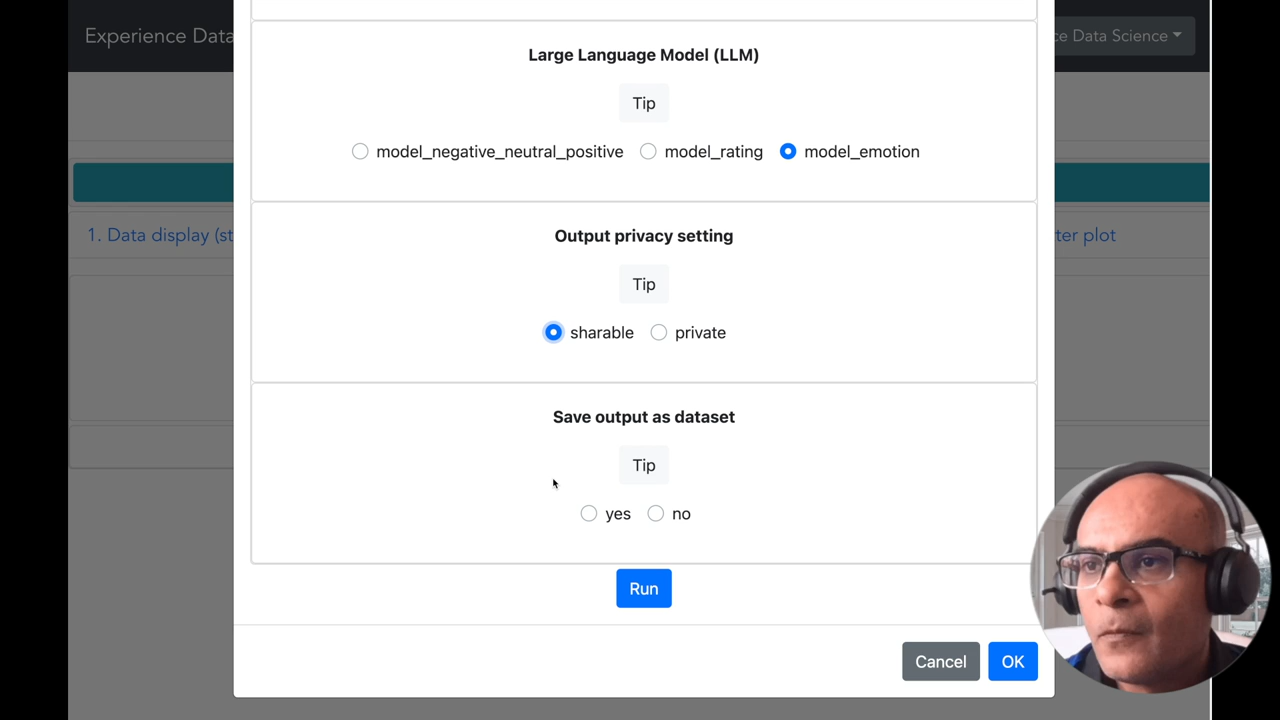 Experience Data
ce Data Science
Large Language Model (LLM)
Tip
model_negative_neutral_positive model_rating model_emotion
Output privacy setting
1. Data display (st
ter plot
Tip
sharable private
Save output as dataset
Tip
yes no
Run
Cancel OK